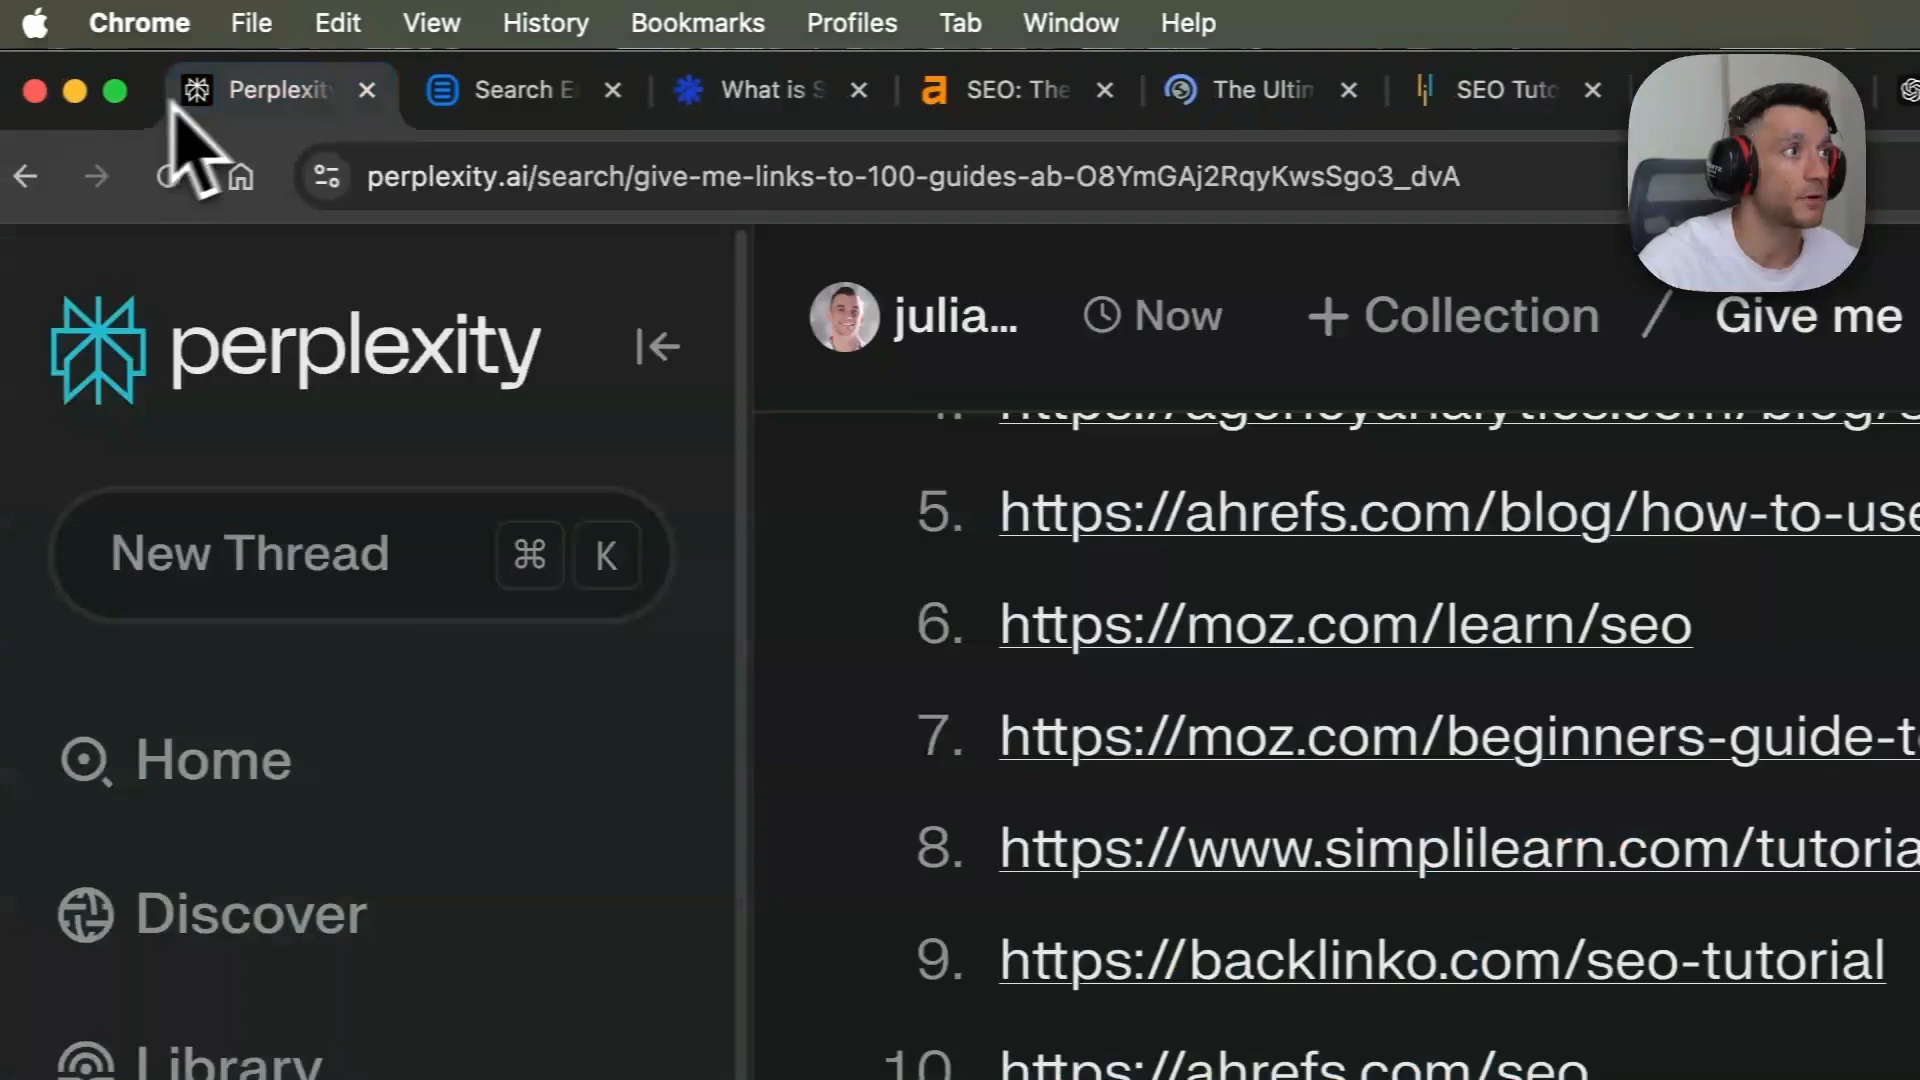 Chrome File Edit View History Bookmarks Profiles Tab Window Help
Perplexit Search E What is S SEO: The The Ultin SEO Tuto
perplexity.ai/search/give-me-links-to-100-guides-ab-O8YmGAj2RqyKwsSgo3_dvA
perplexity
julia... Now + Collection / Give me
New Thread ⌘ K
Home
Discover
Library
https://agencyanalytics.com/blog/
5. https://ahrefs.com/blog/how-to-use
6. https://moz.com/learn/seo
7. https://moz.com/beginners-guide-t
8. https://www.simplilearn.com/tutoria
9. https://backlinko.com/seo-tutorial
10 https://ahrefs.com/seo